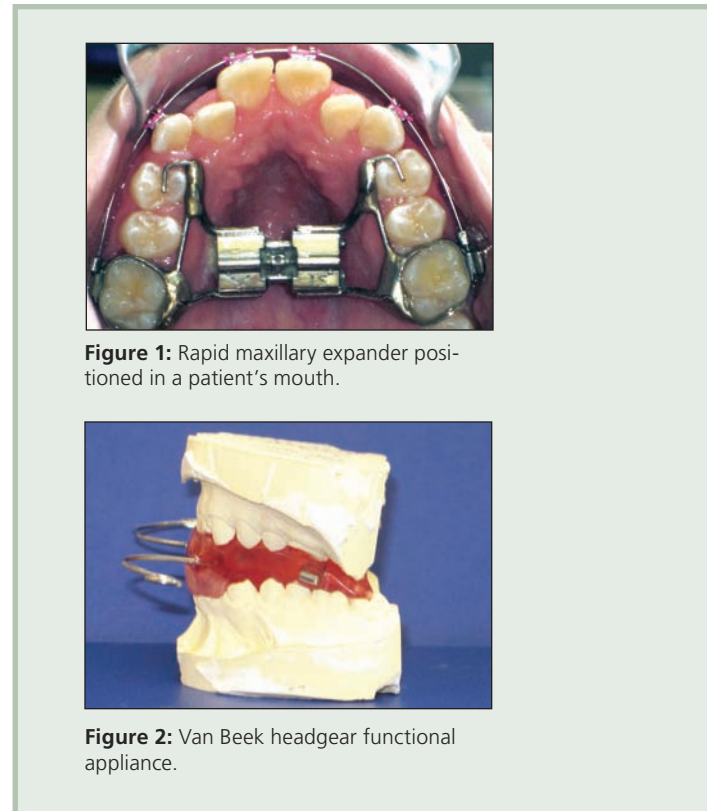 Figure 1: Rapid maxillary expander posi-
tioned in a patient’s mouth.
Figure 2: Van Beek headgear functional
appliance.